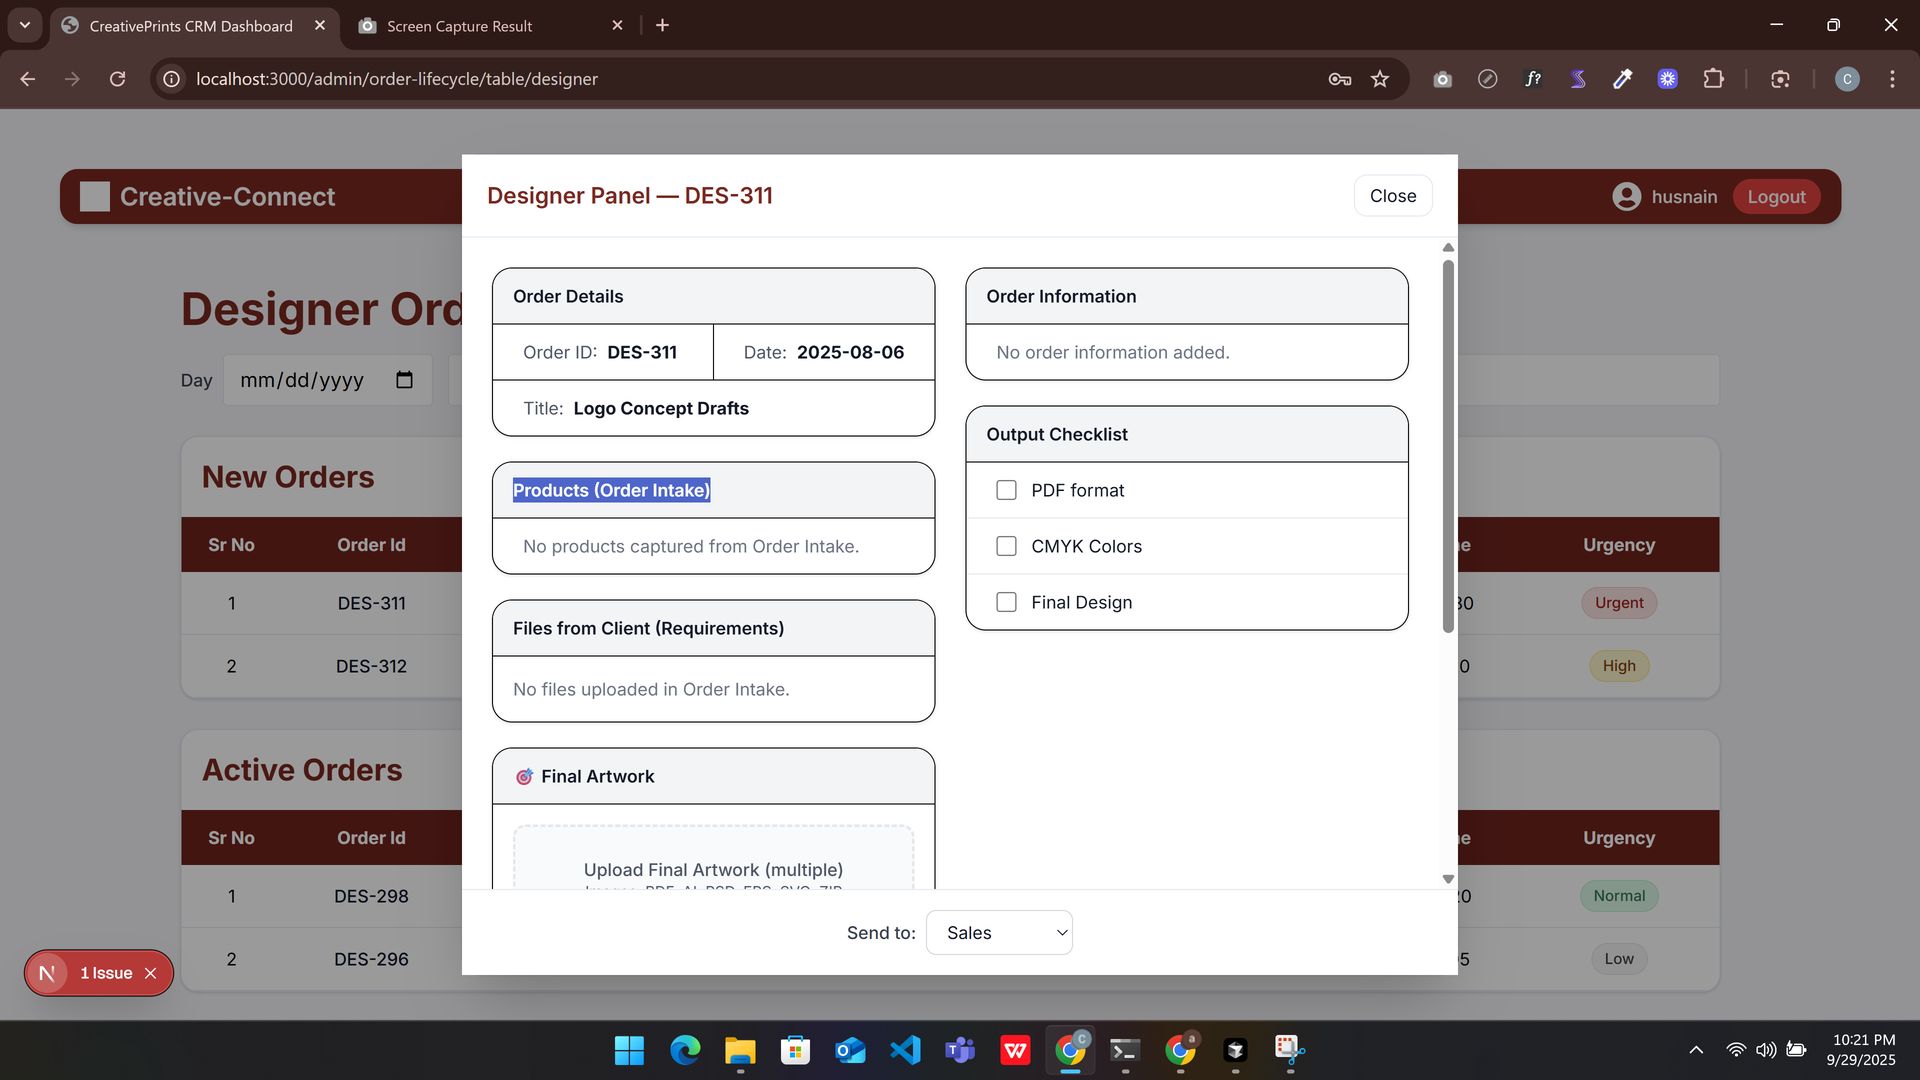 CreativePrints CRM Dashboard
Screen Capture Result
localhost:3000/admin/order-lifecycle/table/designer
f?
C
Creative-Connect
husnain
Logout
Designer Panel — DES-311
Close
Designer Ord
Day
mm/dd/yyyy
Order Details
Order ID: DES-311
Date: 2025-08-06
Title: Logo Concept Drafts
Products (Order Intake)
No products captured from Order Intake.
Files from Client (Requirements)
No files uploaded in Order Intake.
Final Artwork
Upload Final Artwork (multiple)
Order Information
No order information added.
Output Checklist
PDF format
CMYK Colors
Final Design
Send to:
Sales
New Orders
Sr No Order Id Urgency
1 DES-311 Urgent
2 DES-312 High
Active Orders
Sr No Order Id Urgency
1 DES-298 Normal
2 DES-296 Low
N 1 Issue
10:21 PM
9/29/2025